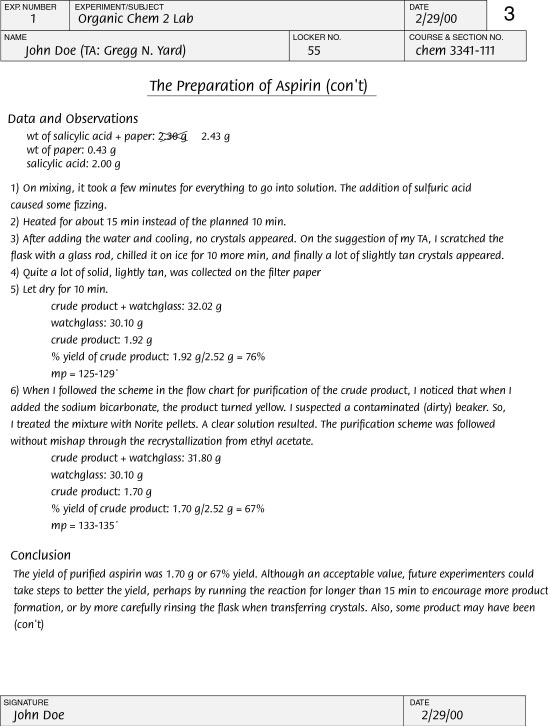 EXP. NUMBER EXPERIMENT/SUBJECT DATE 3
1 Organic Chem 2 Lab 2/29/00
NAME LOCKER NO. COURSE & SECTION NO.
John Doe (TA: Gregg N. Yard) 55 chem 3341-111
The Preparation of Aspirin (con't)
Data and Observations
wt of salicylic acid + paper: 2.30 g 2.43 g
wt of paper: 0.43 g
salicylic acid: 2.00 g
1) On mixing, it took a few minutes for everything to go into solution. The addition of sulfuric acid
caused some fizzing.
2) Heated for about 15 min instead of the planned 10 min.
3) After adding the water and cooling, no crystals appeared. On the suggestion of my TA, I scratched the
flask with a glass rod, chilled it on ice for 10 more min, and finally a lot of slightly tan crystals appeared.
4) Quite a lot of solid, lightly tan, was collected on the filter paper
5) Let dry for 10 min.
crude product + watchglass: 32.02 g
watchglass: 30.10 g
crude product: 1.92 g
% yield of crude product: 1.92 g/2.52 g = 76%
mp = 125-129˚
6) When I followed the scheme in the flow chart for purification of the crude product, I noticed that when I
added the sodium bicarbonate, the product turned yellow. I suspected a contaminated (dirty) beaker. So,
I treated the mixture with Norite pellets. A clear solution resulted. The purification scheme was followed
without mishap through the recrystallization from ethyl acetate.
crude product + watchglass: 31.80 g
watchglass: 30.10 g
crude product: 1.70 g
% yield of crude product: 1.70 g/2.52 g = 67%
mp = 133-135˚
Conclusion
The yield of purified aspirin was 1.70 g or 67% yield. Although an acceptable value, future experimenters could
take steps to better the yield, perhaps by running the reaction for longer than 15 min to encourage more product
formation, or by more carefully rinsing the flask when transferring crystals. Also, some product may have been
(con't)
SIGNATURE DATE
John Doe 2/29/00